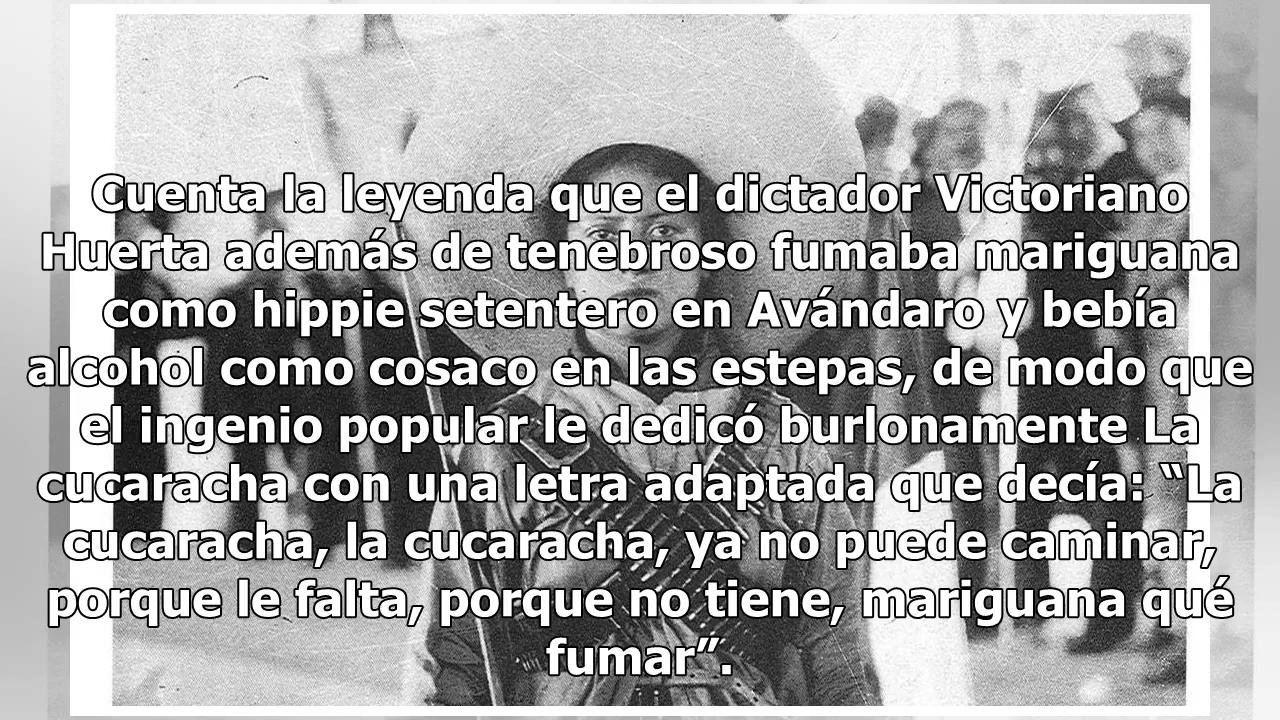 Cuenta la leyenda que el dictador Victoriano
Huerta además de tenebroso fumaba mariguana
como hippie setentero en Avándaro y bebía
alcohol como cosaco en las estepas, de modo que
el ingenio popular le dedicó burlonamente La
cucaracha con una letra adaptada que decía: “La
cucaracha, la cucaracha, ya no puede caminar,
porque le falta, porque no tiene, mariguana qué
fumar”.